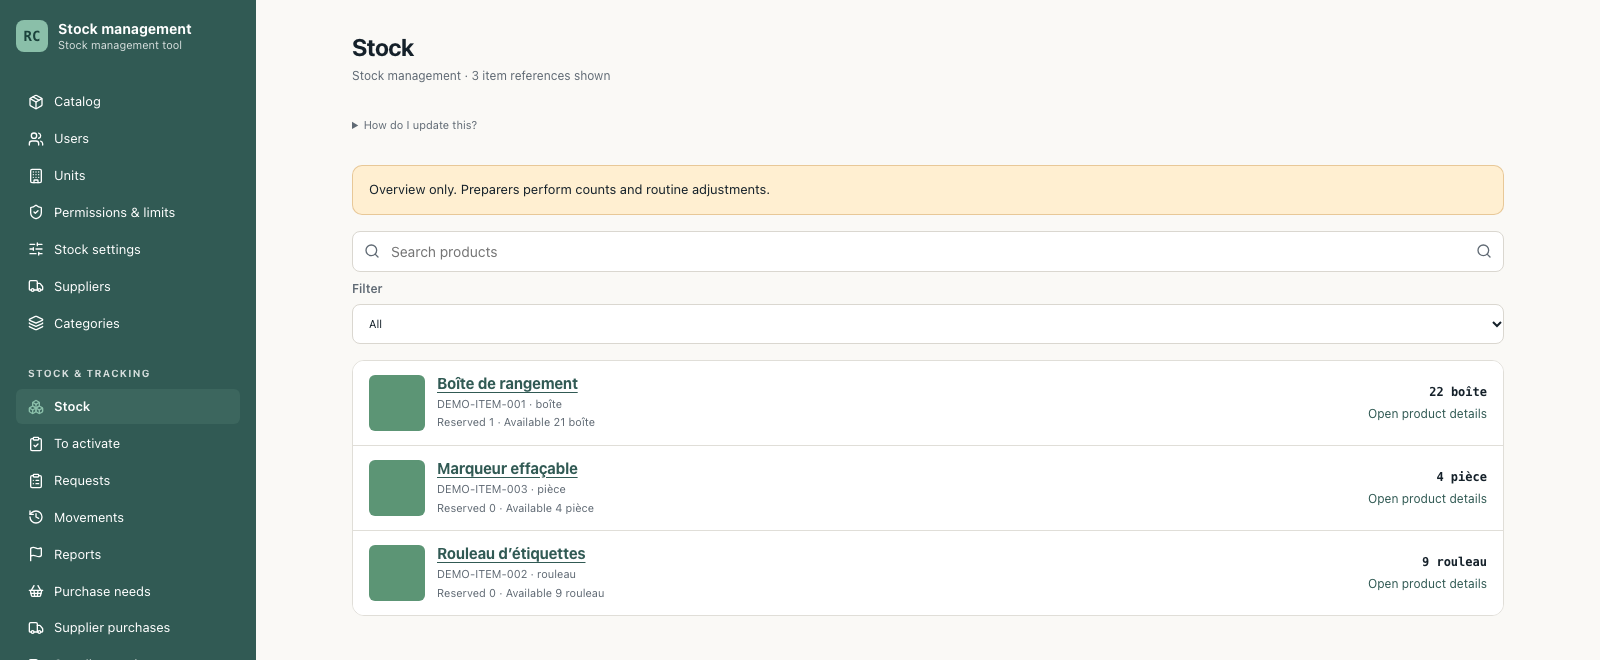 RC
Stock management
Stock management tool
Catalog
Users
Units
Permissions & limits
Stock settings
Suppliers
Categories
STOCK & TRACKING
Stock
To activate
Requests
Movements
Reports
Purchase needs
Supplier purchases
Stock
Stock management · 3 item references shown
How do I update this?
Overview only. Preparers perform counts and routine adjustments.
Search products
Filter
All
Boîte de rangement
DEMO-ITEM-001 · boîte
Reserved 1 · Available 21 boîte
22 boîte
Open product details
Marqueur effaçable
DEMO-ITEM-003 · pièce
Reserved 0 · Available 4 pièce
4 pièce
Open product details
Rouleau d’étiquettes
DEMO-ITEM-002 · rouleau
Reserved 0 · Available 9 rouleau
9 rouleau
Open product details